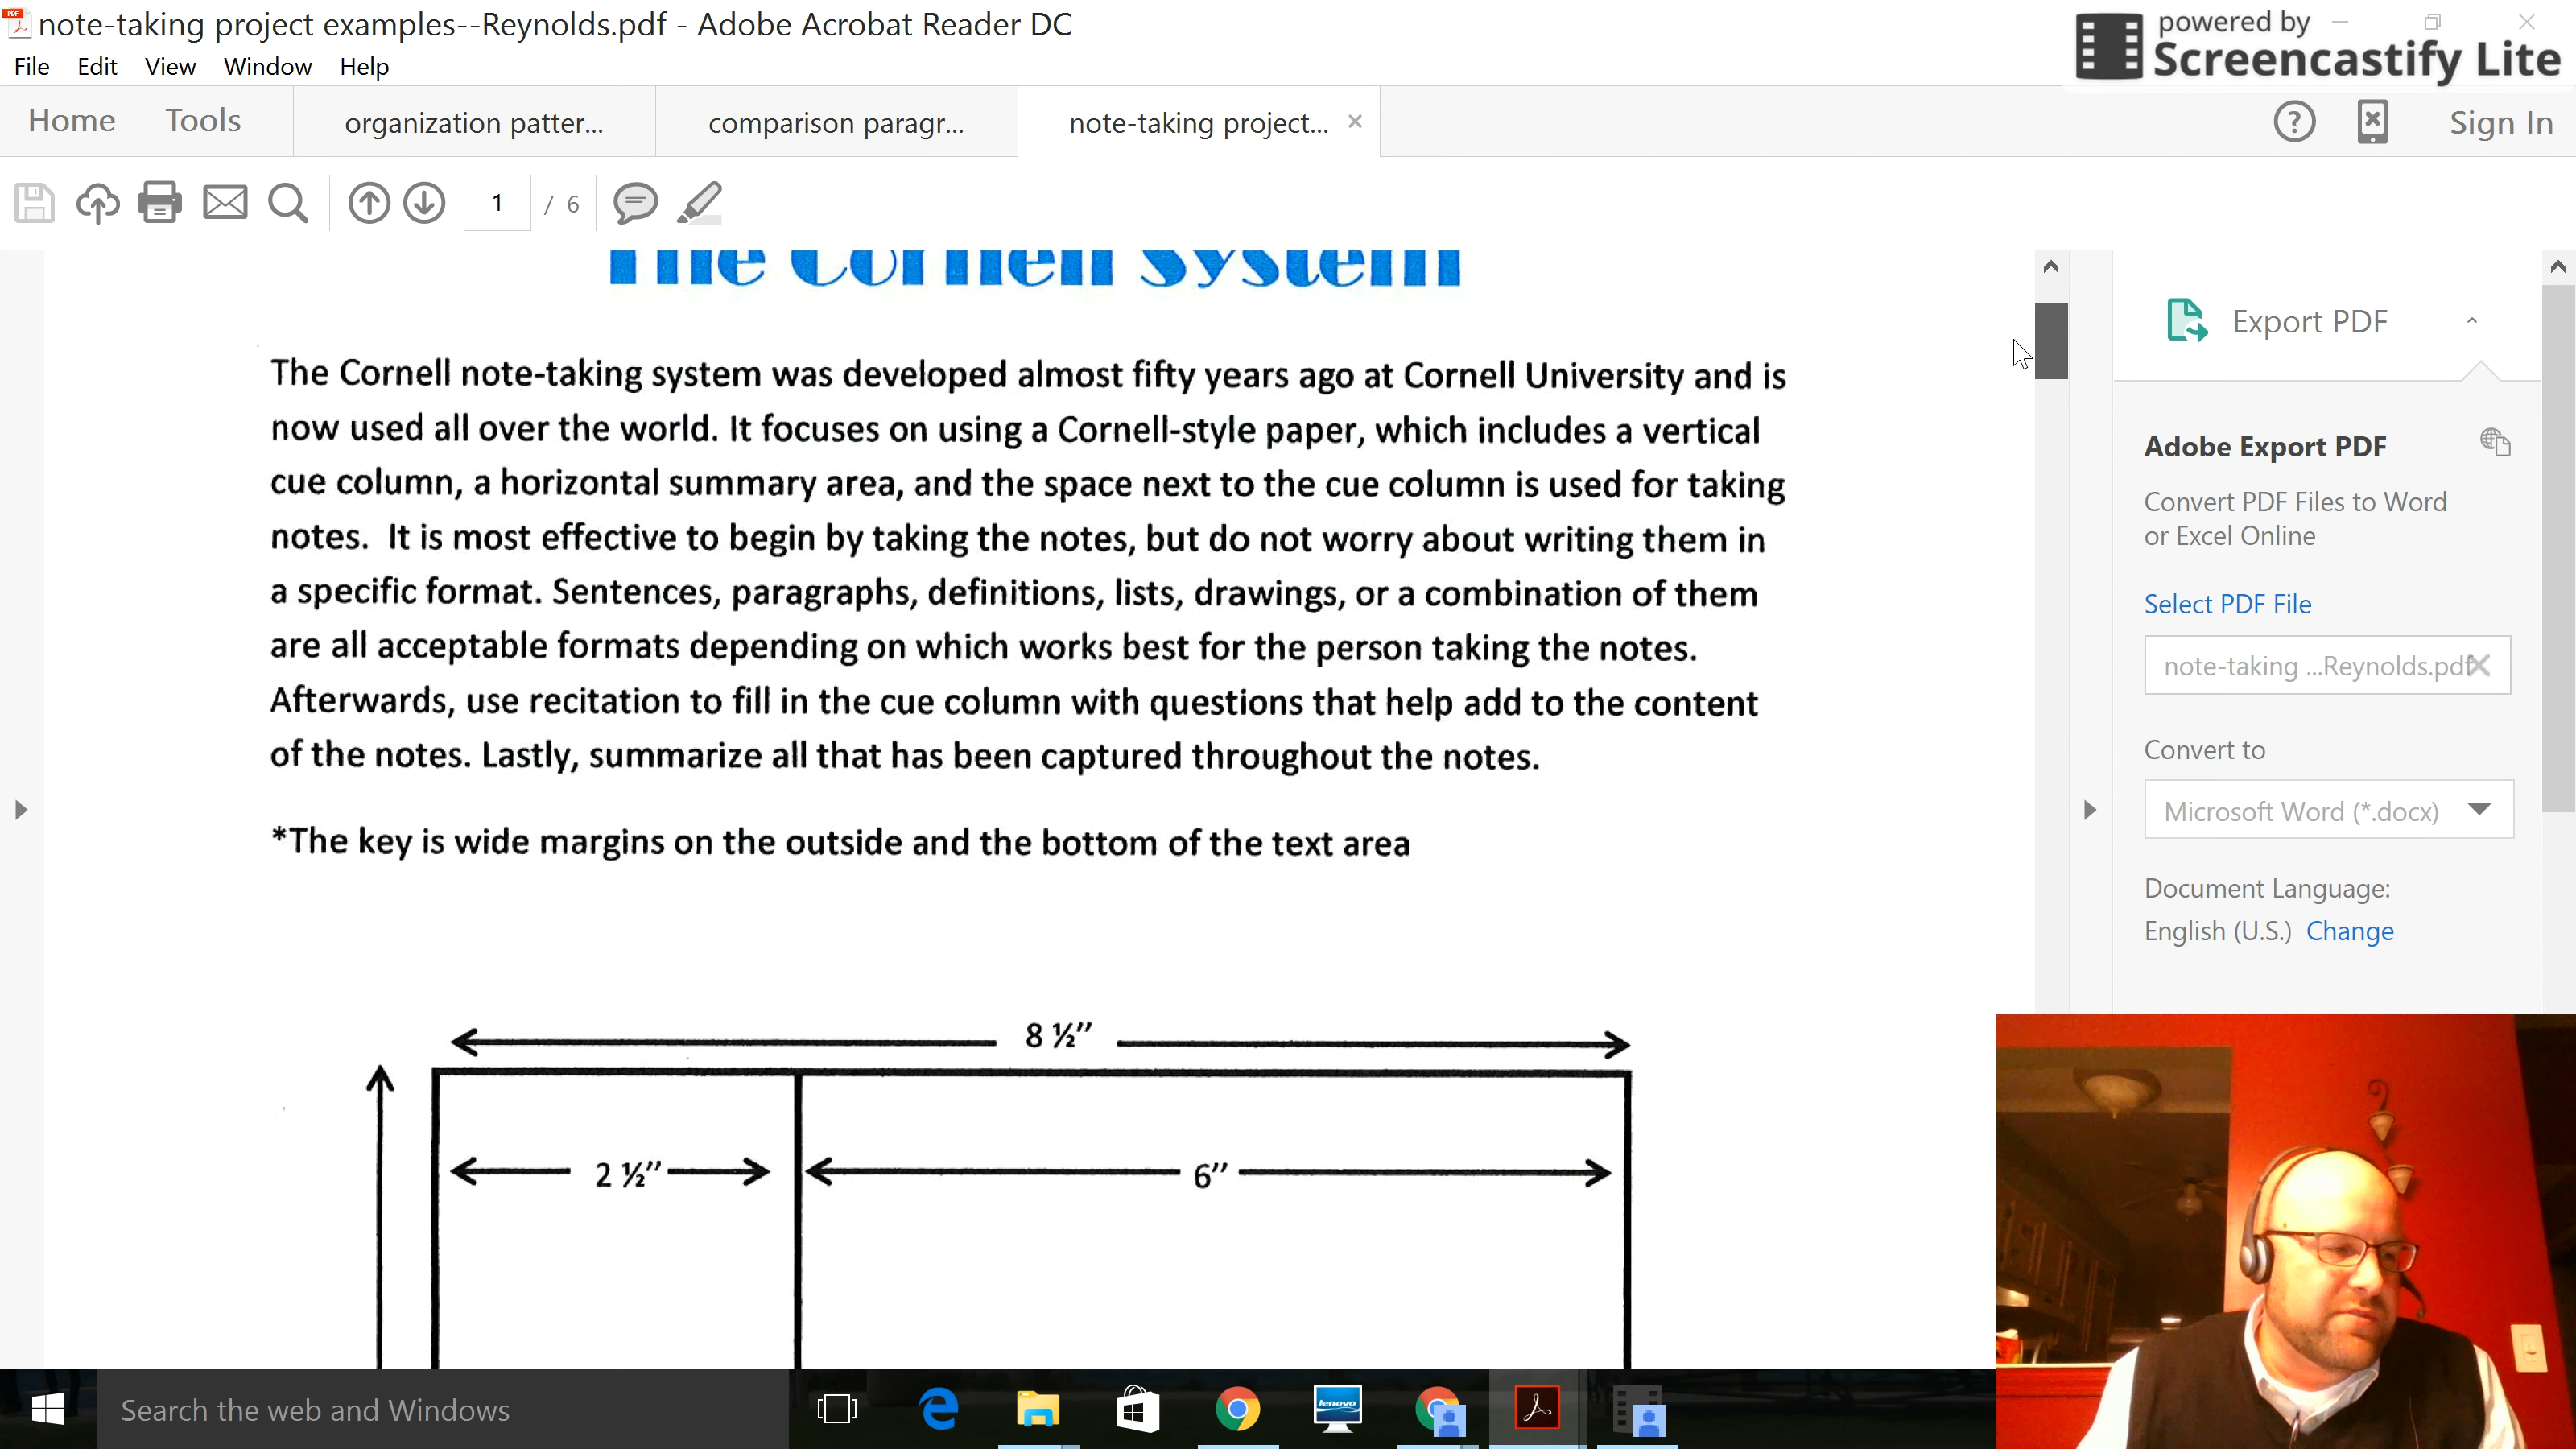 note-taking project examples--Reynolds.pdf - Adobe Acrobat Reader DC
powered by
Screencastify Lite
File Edit View Window Help
Home Tools organization patter... comparison paragr... note-taking project... × ? Sign In
1 / 6
The Cornell System
The Cornell note-taking system was developed almost fifty years ago at Cornell University and is
now used all over the world. It focuses on using a Cornell-style paper, which includes a vertical
cue column, a horizontal summary area, and the space next to the cue column is used for taking
notes. It is most effective to begin by taking the notes, but do not worry about writing them in
a specific format. Sentences, paragraphs, definitions, lists, drawings, or a combination of them
are all acceptable formats depending on which works best for the person taking the notes.
Afterwards, use recitation to fill in the cue column with questions that help add to the content
of the notes. Lastly, summarize all that has been captured throughout the notes.
*The key is wide margins on the outside and the bottom of the text area
8 ½”
2 ½”
6”
Export PDF
Adobe Export PDF
Convert PDF Files to Word
or Excel Online
Select PDF File
note-taking ...Reynolds.pdf
Convert to
Microsoft Word (*.docx)
Document Language:
English (U.S.) Change
Search the web and Windows
lenovo